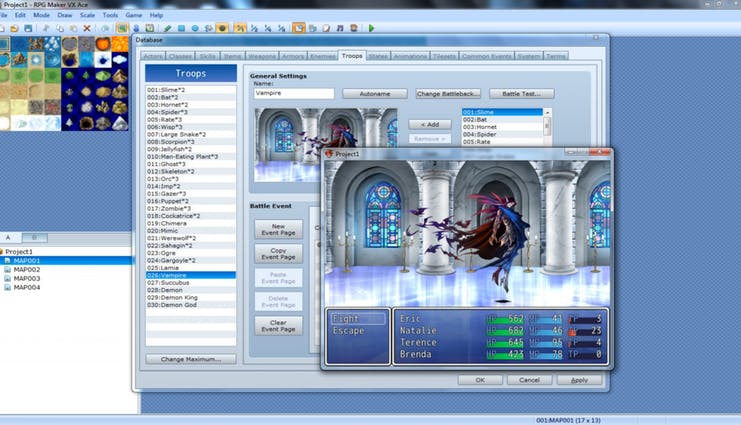 Project1 - RPG Maker VX Ace
File Edit Mode Draw Scale Tools Game Help
Database
Actors Classes Skills Items Weapons Armors Enemies Troops States Animations Tilesets Common Events System Terms
Troops
001:Slime*2
002:Bat*2
003:Hornet*2
004:Spider*3
005:Rate*3
006:Wisp*3
007:Large Snake*2
008:Scorpion*3
009:Jellyfish*2
010:Man-Eating Plant*3
011:Ghost*3
012:Skeleton*2
013:Orc*3
014:Imp*2
015:Gazer*3
016:Puppet*2
017:Zombie*3
018:Cockatrice*2
019:Chimera
020:Mimic
021:Werewolf*2
022:Sahagin*2
023:Ogre
024:Gargoyle*2
025:Lamia
026:Vampire
027:Succubus
028:Demon
029:Demon King
030:Demon God
Change Maximum...
General Settings
Name:
Vampire
Autoname
Change Battleback...
Battle Test...
< Add
Remove >
001:Slime
002:Bat
003:Hornet
004:Spider
005:Rate
Battle Event
New
Event Page
Copy
Event Page
Paste
Event Page
Delete
Event Page
Clear
Event Page
Project1
Fight
Escape
Eric HP 562 MP 41 TP 3
Natalie HP 682 MP 46 TP 23
Terence HP 645 MP 95 TP 4
Brenda HP 423 MP 78 TP 0
OK
Cancel
Apply
A B
Project1
MAP001
MAP002
MAP003
MAP004
001:MAP001 (17 x 13)